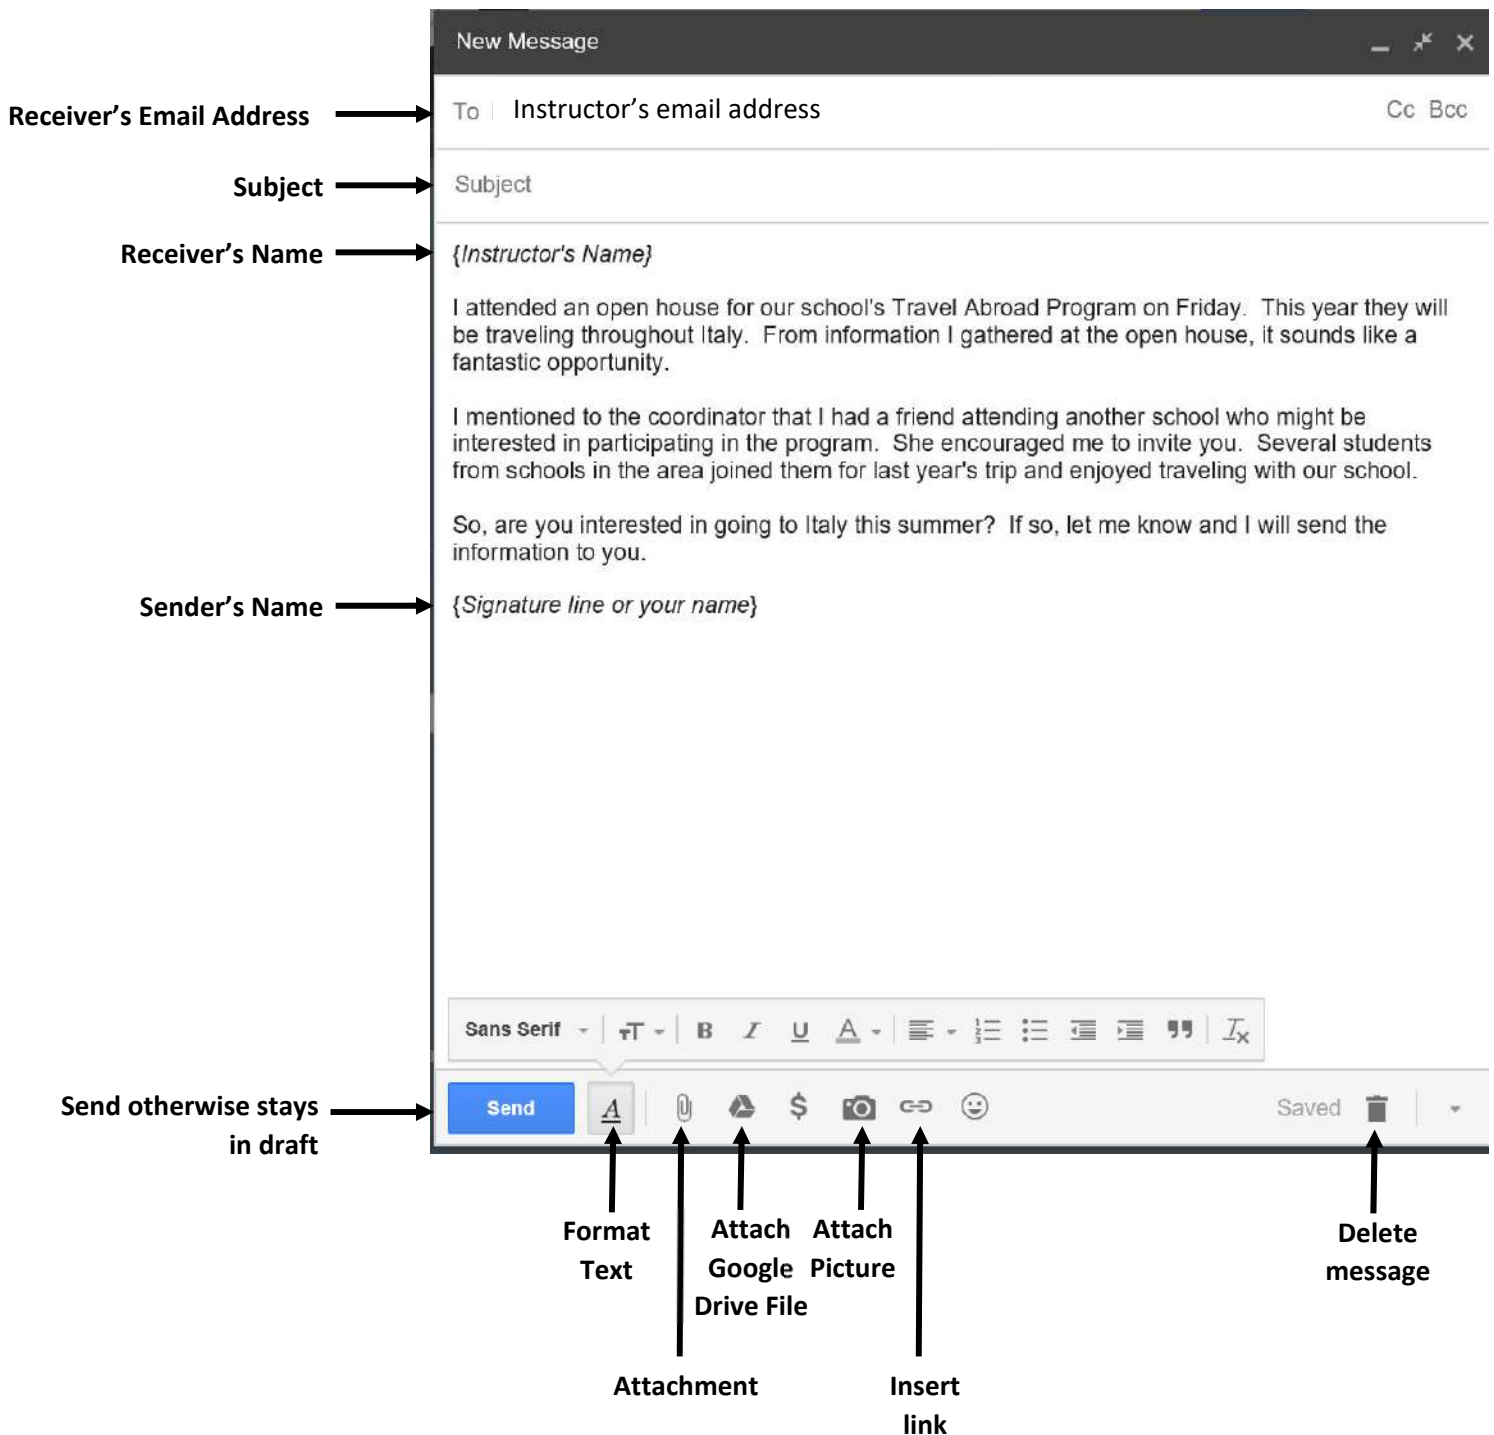 New Message
Receiver's Email Address
To Instructor's email address Cc Bcc
Subject
Subject
Receiver's Name
{Instructor's Name}
I attended an open house for our school's Travel Abroad Program on Friday.  This year they will
be traveling throughout Italy.  From information I gathered at the open house, it sounds like a
fantastic opportunity.
I mentioned to the coordinator that I had a friend attending another school who might be
interested in participating in the program.  She encouraged me to invite you.  Several students
from schools in the area joined them for last year's trip and enjoyed traveling with our school.
So, are you interested in going to Italy this summer?  If so, let me know and I will send the
information to you.
Sender's Name
{Signature line or your name}
Sans Serif
Send otherwise stays
in draft
Send
Saved
Format
Text
Attach
Google
Drive File
Attach
Picture
Delete
message
Attachment
Insert
link